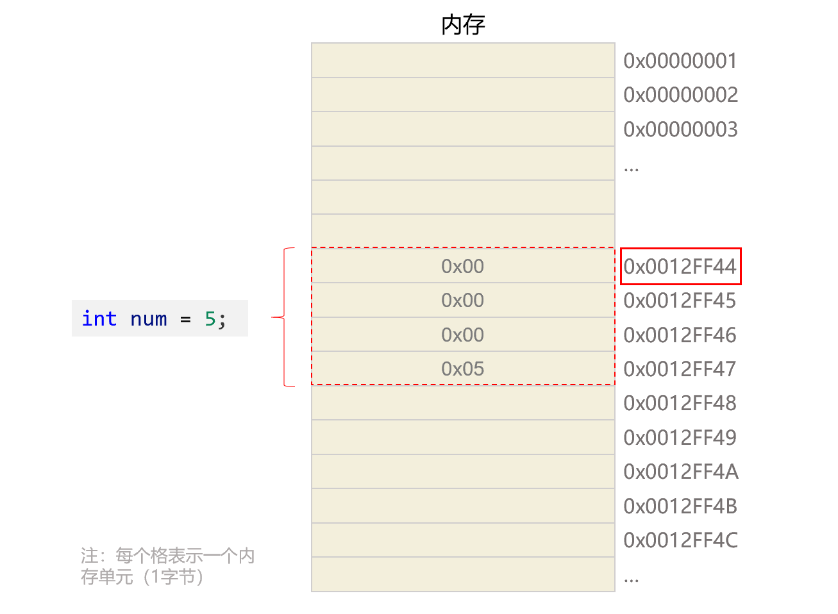 内存
0x00000001
0x00000002
0x00000003
...
0x00 0x0012FF44
0x00 0x0012FF45
int num = 5;
0x00 0x0012FF46
0x05 0x0012FF47
0x0012FF48
0x0012FF49
0x0012FF4A
0x0012FF4B
0x0012FF4C
注：每个格表示一个内
存单元（1字节）
...